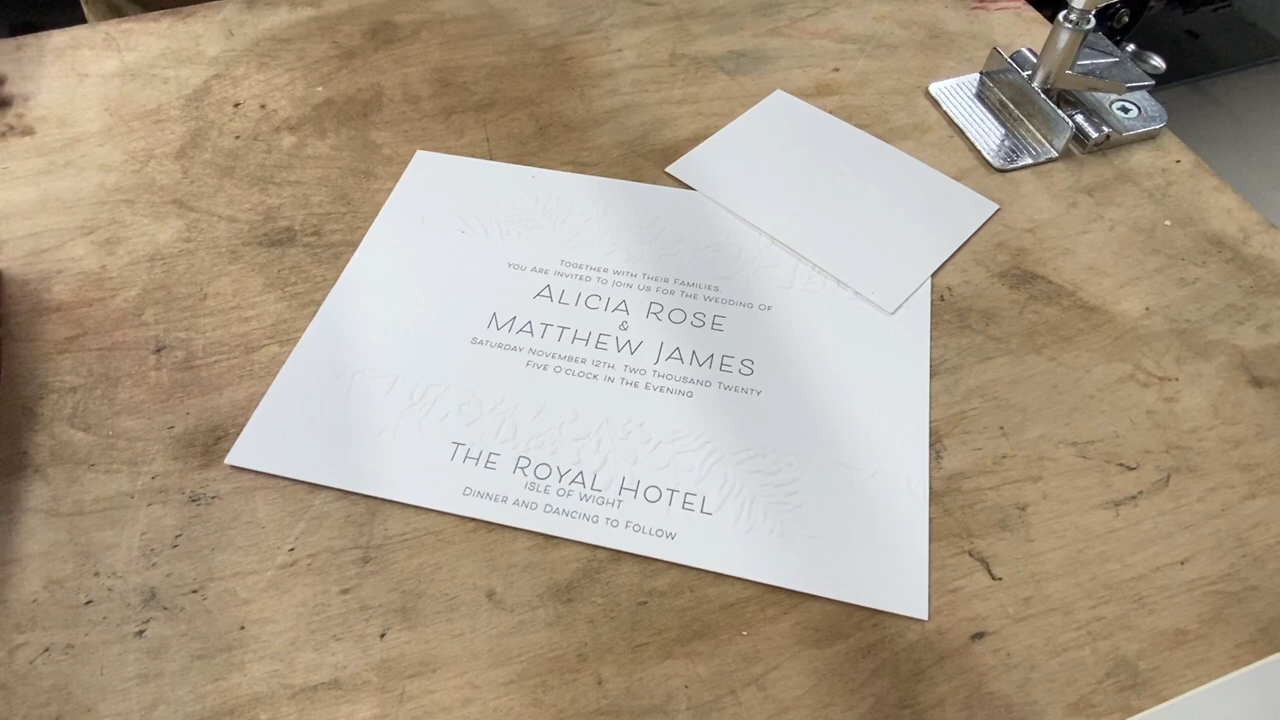 Together with Their Families,
you are invited to Join Us For The Wedding Of
Alicia Rose
&
Matthew James
Saturday November 12th, Two Thousand Twenty
Five O'clock In The Evening
The Royal Hotel
Isle of Wight
Dinner and Dancing to Follow